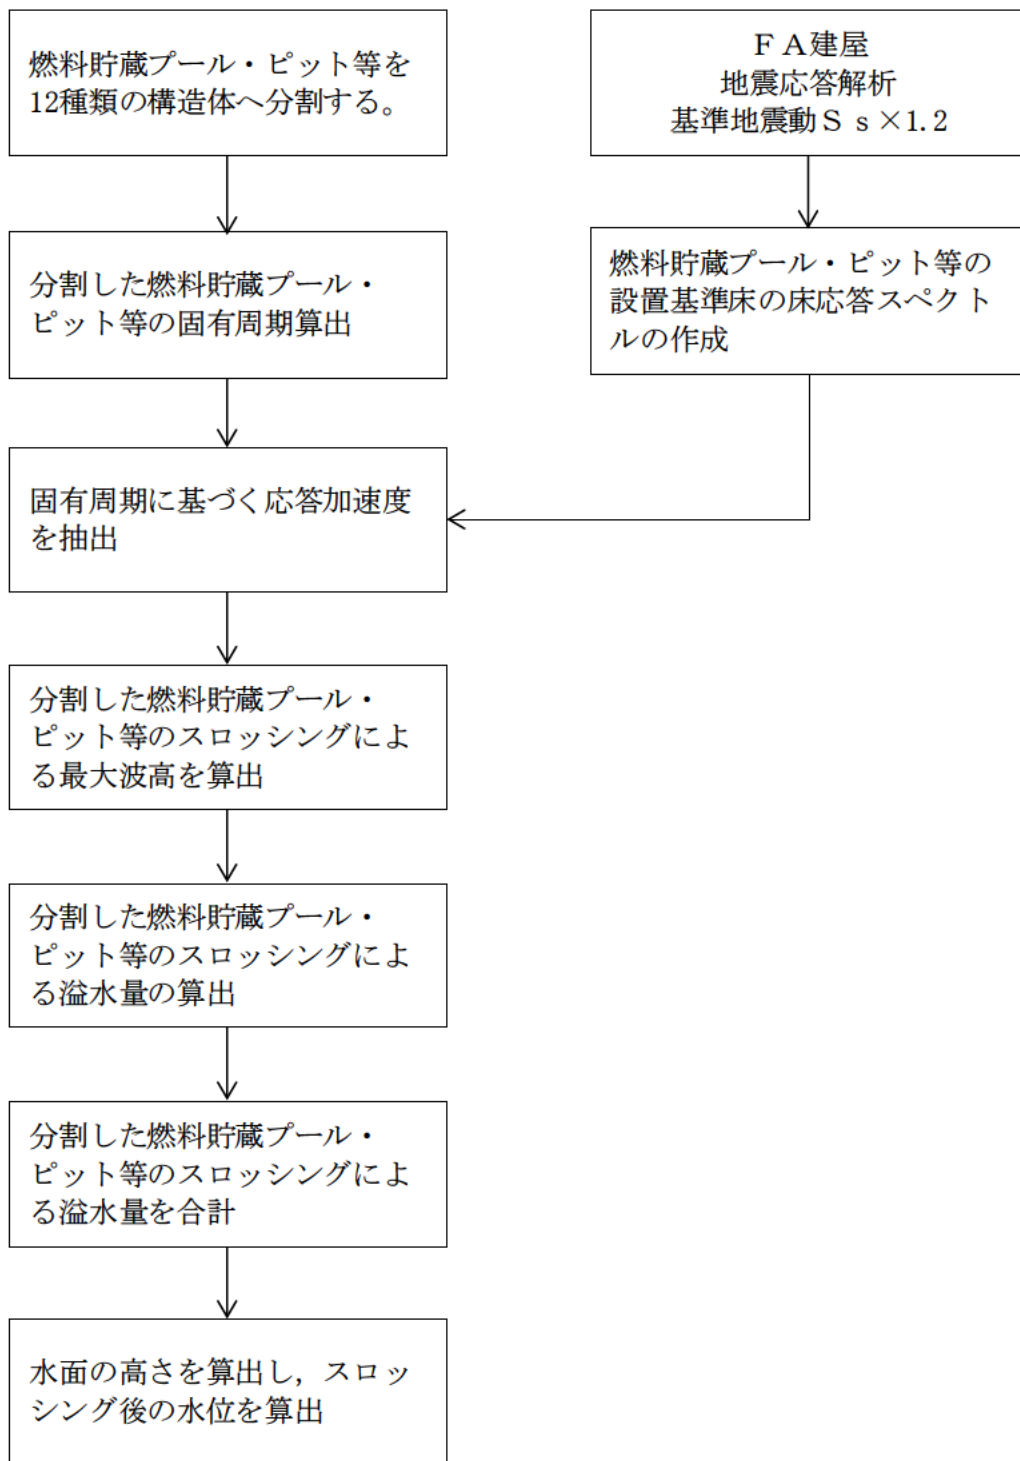 燃料貯蔵プール・ピット等を
12種類の構造体へ分割する。
ＦＡ建屋
地震応答解析
基準地震動Ｓｓ×1.2
分割した燃料貯蔵プール・
ピット等の固有周期算出
燃料貯蔵プール・ピット等の
設置基準床の床応答スペクト
ルの作成
固有周期に基づく応答加速度
を抽出
分割した燃料貯蔵プール・
ピット等のスロッシングによ
る最大波高を算出
分割した燃料貯蔵プール・
ピット等のスロッシングによ
る溢水量の算出
分割した燃料貯蔵プール・
ピット等のスロッシングによ
る溢水量を合計
水面の高さを算出し，スロッ
シング後の水位を算出